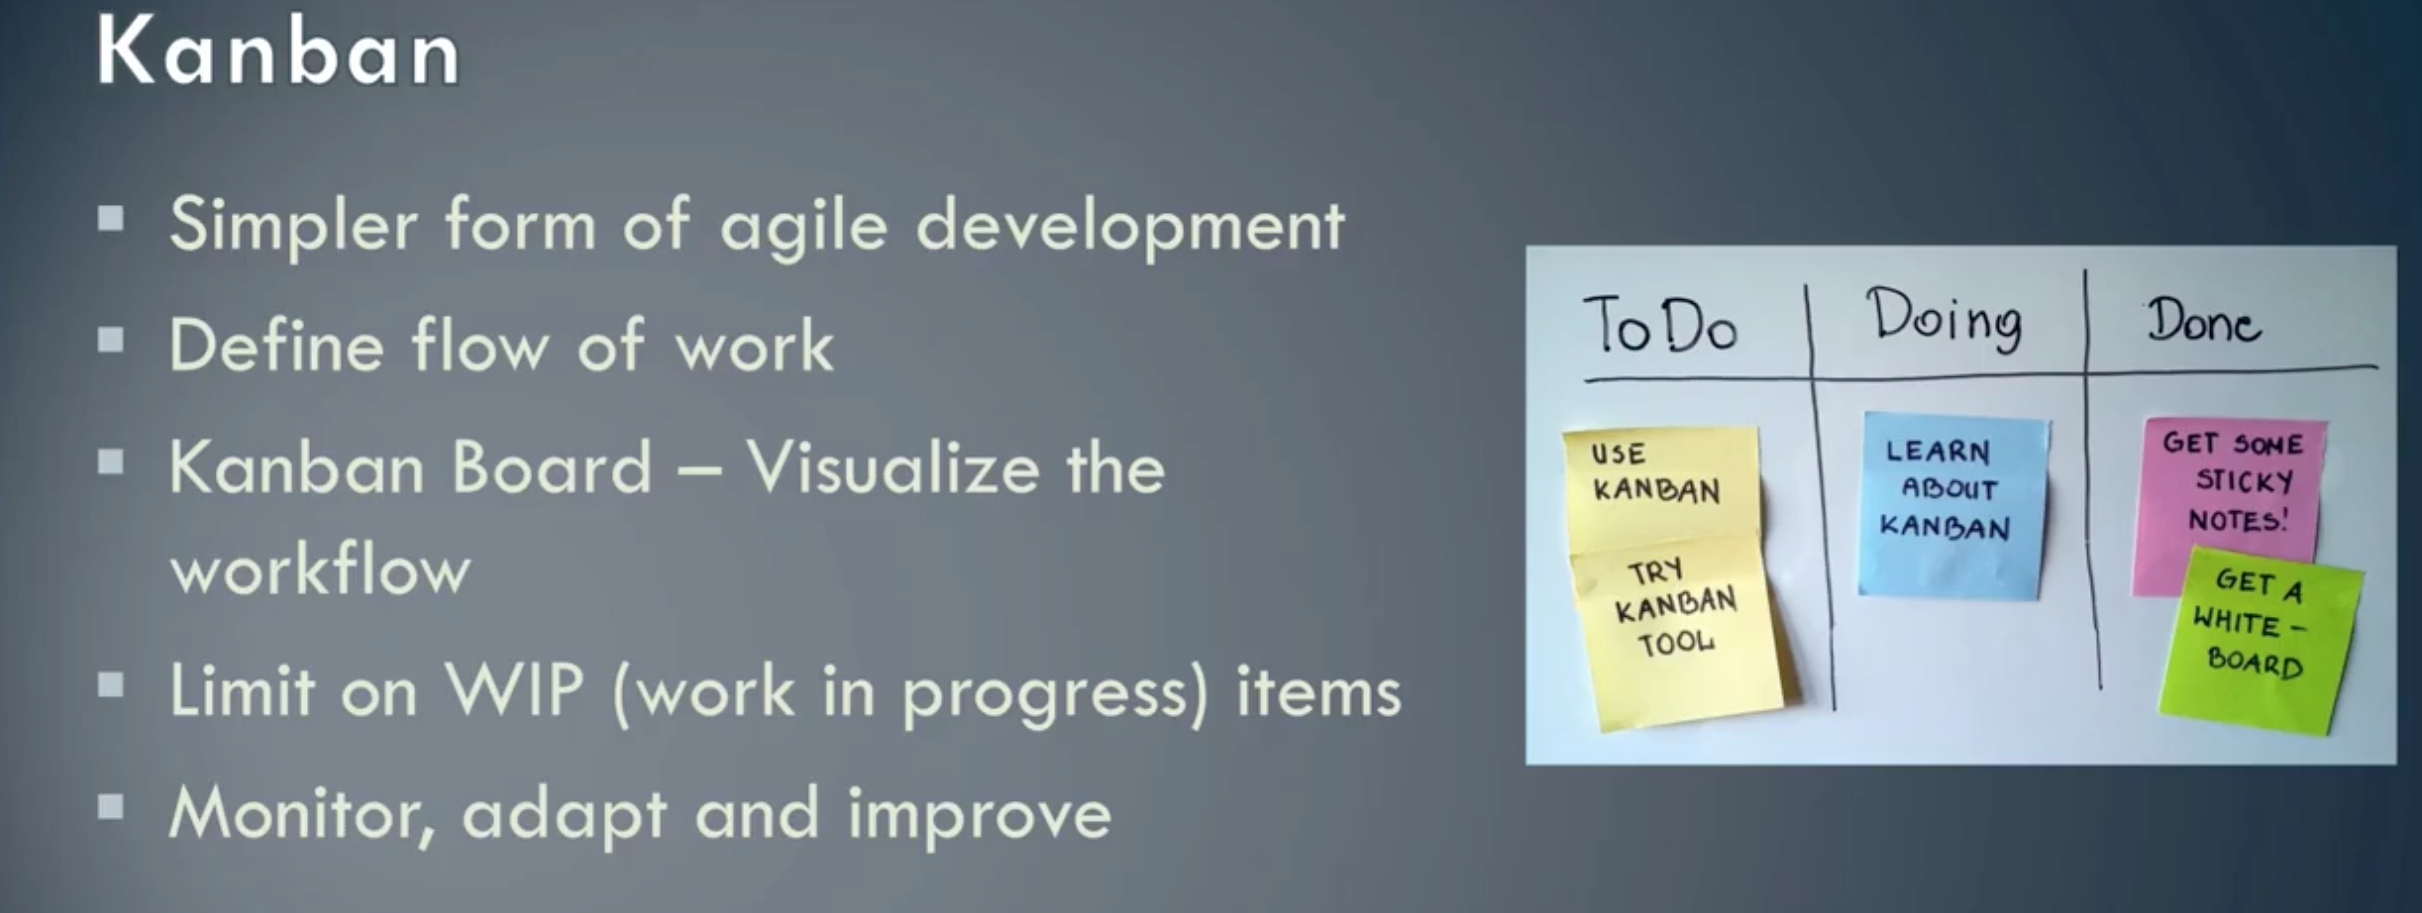 Kanban
Simpler form of agile development
Define flow of work
Kanban Board – Visualize the
workflow
Limit on WIP (work in progress) items
Monitor, adapt and improve
To Do
Doing
Done
USE
KANBAN
TRY
KANBAN
TOOL
LEARN
ABOUT
KANBAN
GET SOME
STICKY
NOTES!
GET A
WHITE-
BOARD